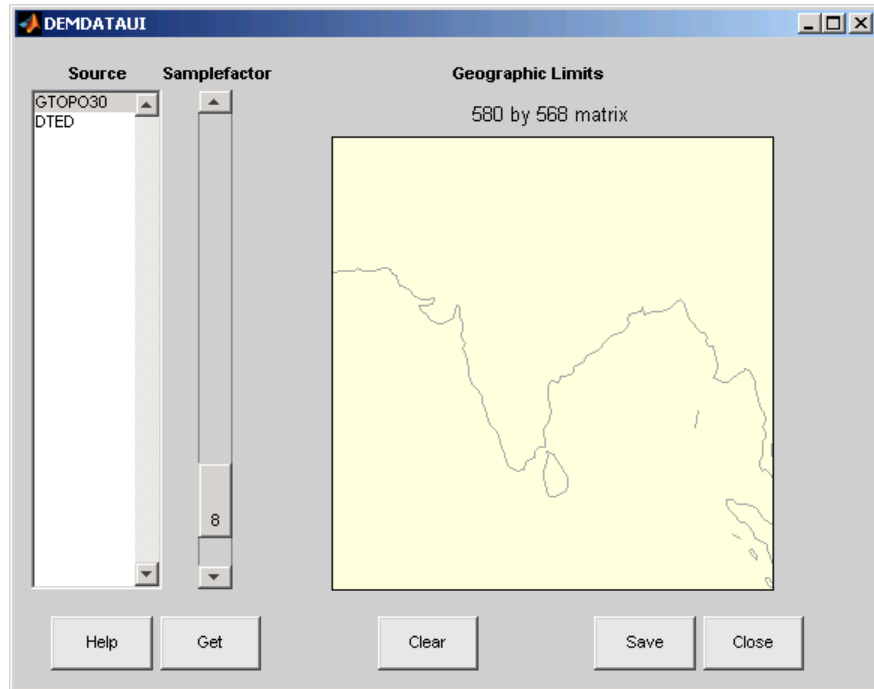 DEMDATAUI
Source
Samplefactor
Geographic Limits
GTOPO30
DTED
580 by 568 matrix
8
Help
Get
Clear
Save
Close